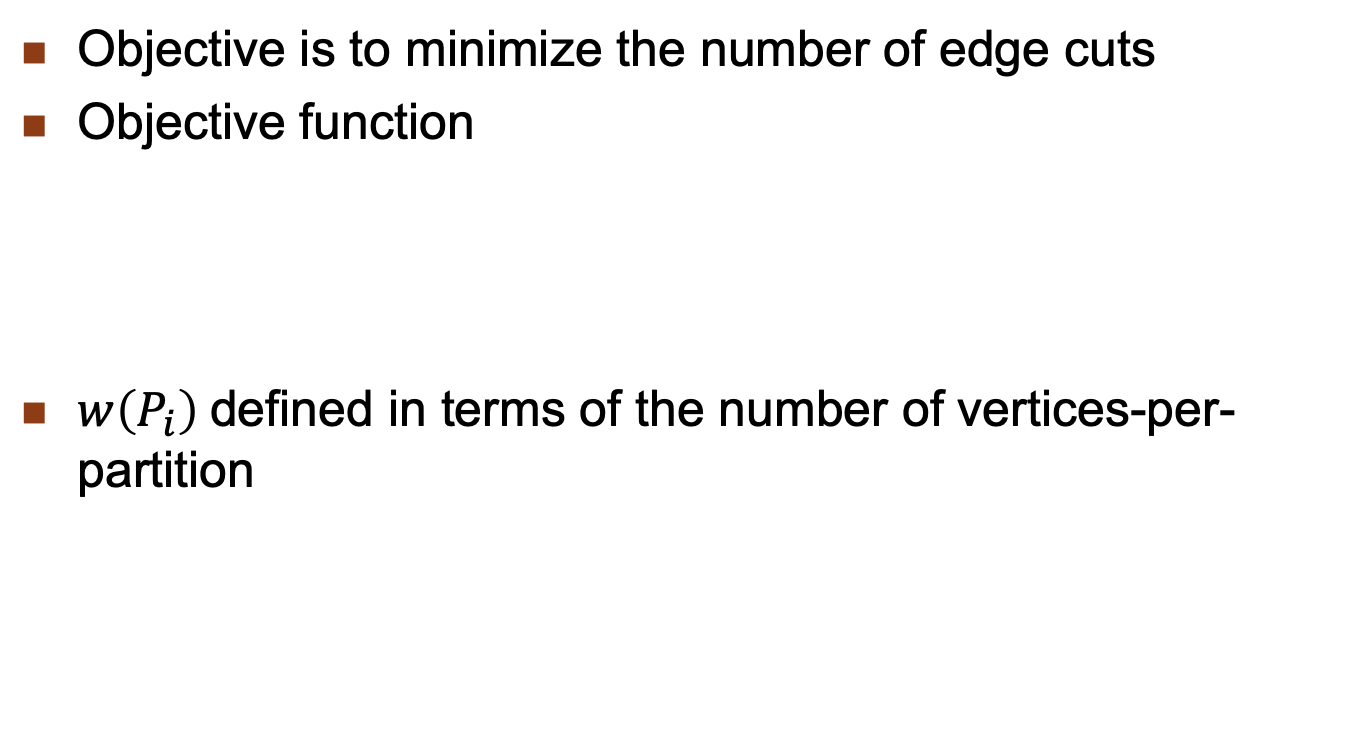 ▪ Objective is to minimize the number of edge cuts
▪ Objective function
▪ 𝑤(𝑃ᵢ) defined in terms of the number of vertices-per-
partition